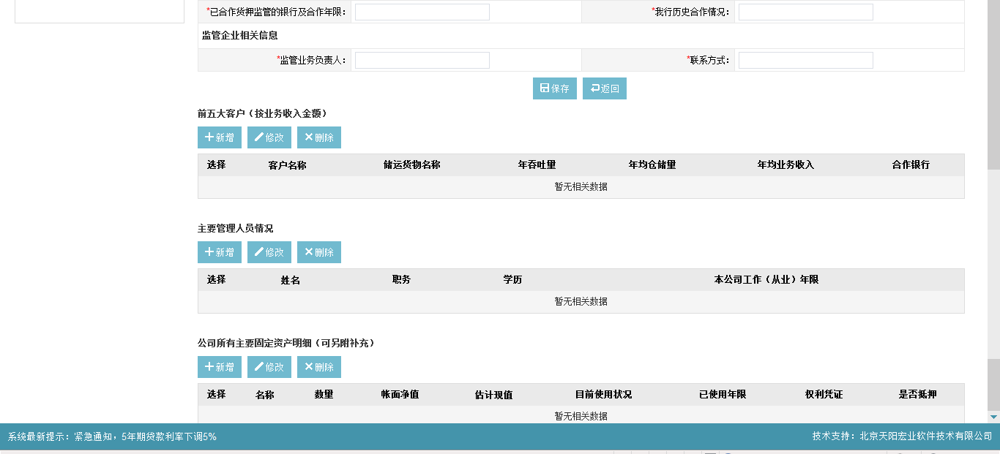 *已合作货押监管的银行及合作年限： *我行历史合作情况：
监管企业相关信息
*监管业务负责人： *联系方式：
保存 返回
前五大客户（按业务收入金额）
新增 修改 删除
选择 客户名称 储运货物名称 年吞吐量 年均仓储量 年均业务收入 合作银行
暂无相关数据
主要管理人员情况
新增 修改 删除
选择 姓名 职务 学历 本公司工作（从业）年限
暂无相关数据
公司所有主要固定资产明细（可另附补充）
新增 修改 删除
选择 名称 数量 帐面净值 估计现值 目前使用状况 已使用年限 权利凭证 是否抵押
暂无相关数据
系统最新提示：紧急通知，5年期贷款利率下调5% 技术支持：北京天阳宏业软件技术有限公司